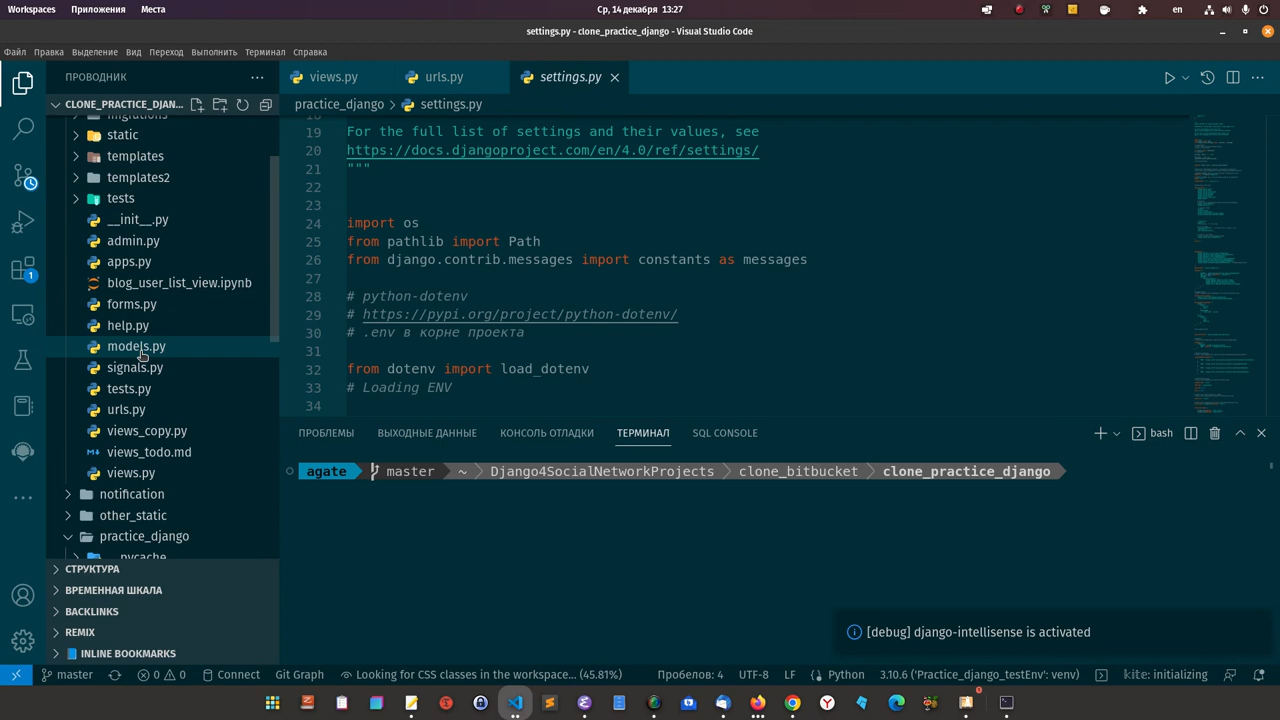 Workspaces Приложения Места
Ср, 14 декабря 13:27
en
settings.py - clone_practice_django - Visual Studio Code
Файл Правка Выделение Вид Переход Выполнить Терминал Справка
ПРОВОДНИК
views.py urls.py settings.py
CLONE_PRACTICE_DJAN...
practice_django > settings.py
migrations
static
templates
templates2
tests
__init__.py
admin.py
apps.py
blog_user_list_view.ipynb
forms.py
help.py
models.py
signals.py
tests.py
urls.py
views_copy.py
views_todo.md
views.py
notification
other_static
practice_django
__pycache__
СТРУКТУРА
ВРЕМЕННАЯ ШКАЛА
BACKLINKS
REMIX
INLINE BOOKMARKS
18
19 For the full list of settings and their values, see
20 https://docs.djangoproject.com/en/4.0/ref/settings/
21 """
22
23
24 import os
25 from pathlib import Path
26 from django.contrib.messages import constants as messages
27
28 # python-dotenv
29 # https://pypi.org/project/python-dotenv/
30 # .env в корне проекта
31
32 from dotenv import load_dotenv
33 # Loading ENV
34
ПРОБЛЕМЫ ВЫХОДНЫЕ ДАННЫЕ КОНСОЛЬ ОТЛАДКИ ТЕРМИНАЛ SQL CONSOLE
bash
agate master ~ Django4SocialNetworkProjects clone_bitbucket clone_practice_django
[debug] django-intellisense is activated
1
master 0 0 Connect Git Graph Looking for CSS classes in the workspace... (45.81%) Пробелов: 4 UTF-8 LF Python 3.10.6 ('Practice_django_testEnv': venv) kite: initializing